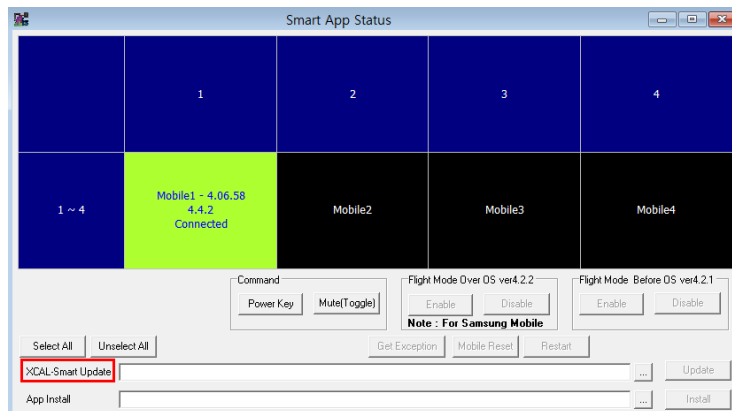 Smart App Status
1 2 3 4
1 ~ 4
Mobile1 - 4.06.58
4.4.2
Connected
Mobile2
Mobile3
Mobile4
Command
Power Key Mute(Toggle)
Flight Mode Over OS ver4.2.2
Enable Disable
Note : For Samsung Mobile
Flight Mode Before OS ver4.2.1
Enable Disable
Select All Unselect All Get Exception Mobile Reset Restart
XCAL-Smart Update ... Update
App Install ... Install